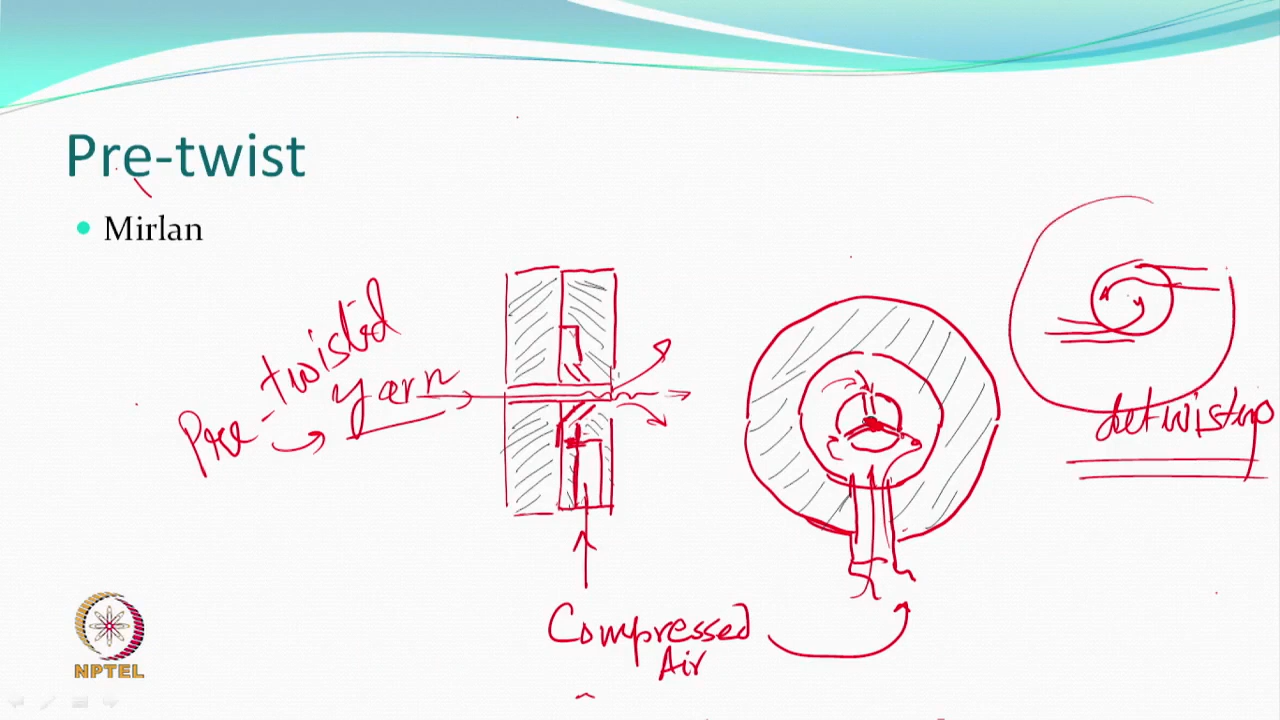 Pre-twist
Mirlan
Pre-twisted
yarn
detwisting
Compressed
Air
NPTEL